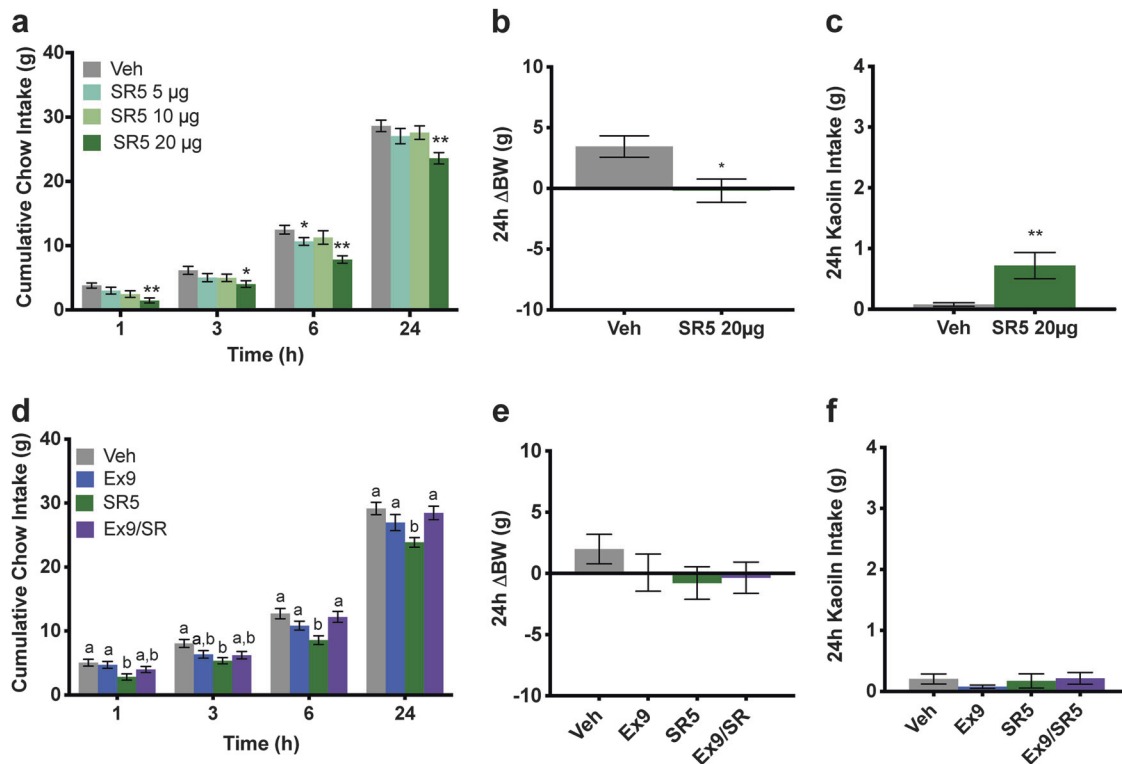 a
Cumulative Chow Intake (g)
40
30
20
10
0
Veh
SR5 5 µg
SR5 10 µg
SR5 20 µg
**
*
*
**
**
1
3
6
24
Time (h)
b
24h ΔBW (g)
10
5
0
-5
-10
*
Veh
SR5 20µg
c
24h Kaoiln Intake (g)
4
3
2
1
0
**
Veh
SR5 20µg
d
Cumulative Chow Intake (g)
40
30
20
10
0
Veh
Ex9
SR5
Ex9/SR
a a b a,b
a a,b b a,b
a a b a
a a b a
1
3
6
24
Time (h)
e
24h ΔBW (g)
10
5
0
-5
-10
Veh
Ex9
SR5
Ex9/SR
f
24h Kaoiln Intake (g)
4
3
2
1
0
Veh
Ex9
SR5
Ex9/SR5